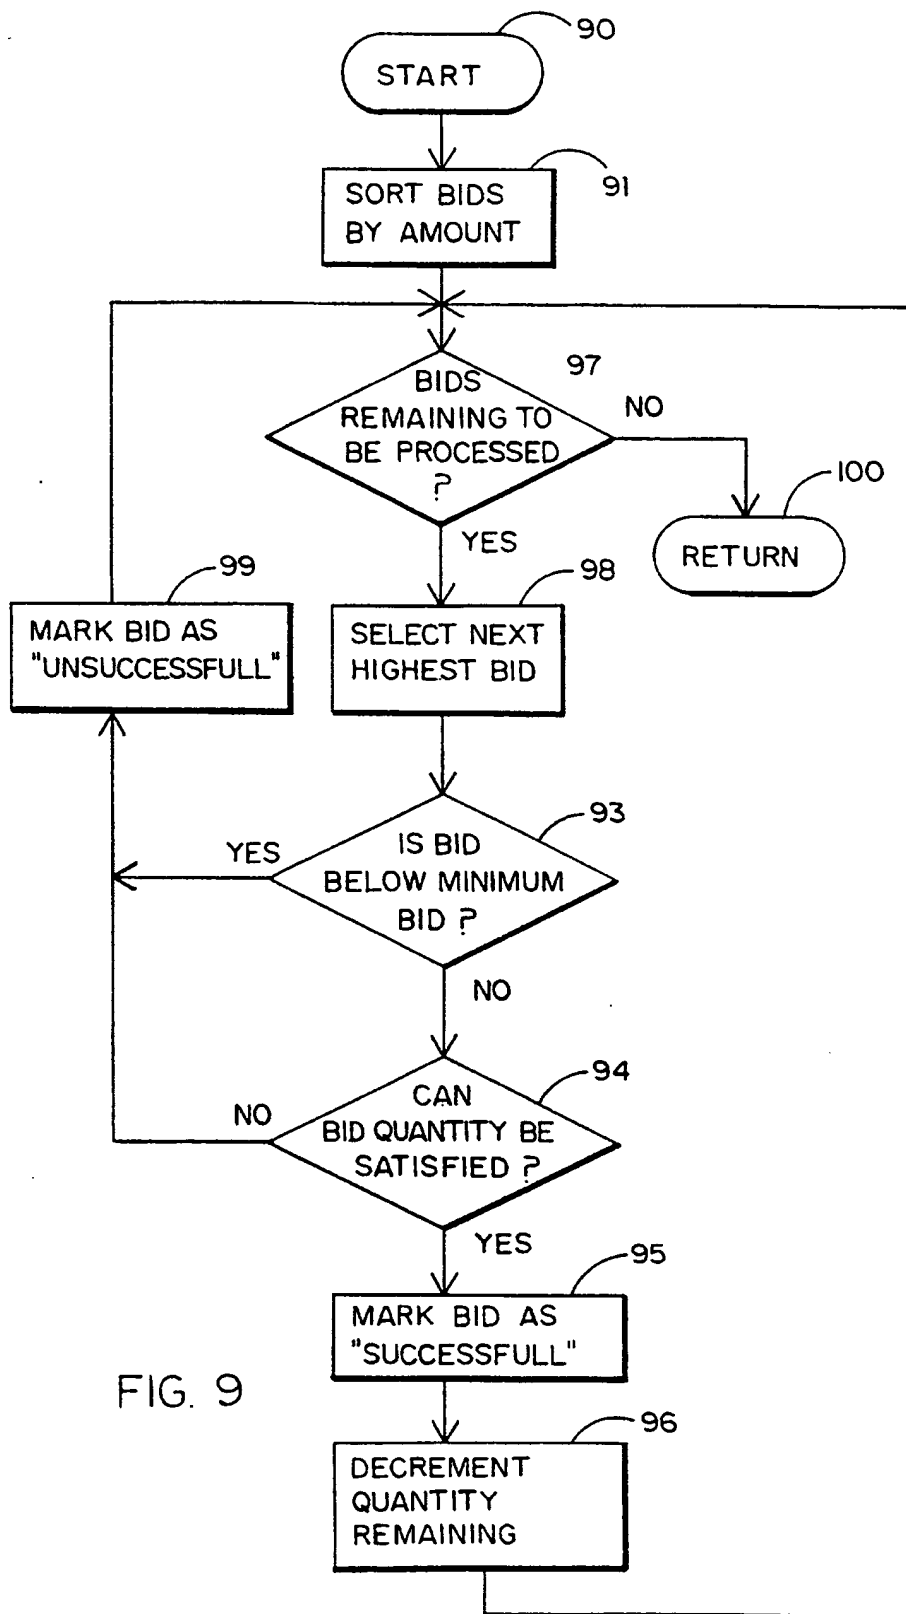 90
START
91
SORT BIDS
BY AMOUNT
97
BIDS
REMAINING TO
BE PROCESSED
?
NO
100
RETURN
YES
99
MARK BID AS
"UNSUCCESSFULL"
98
SELECT NEXT
HIGHEST BID
93
YES
IS BID
BELOW MINIMUM
BID ?
NO
94
CAN
BID QUANTITY BE
SATISFIED ?
NO
YES
95
MARK BID AS
"SUCCESSFULL"
FIG. 9
96
DECREMENT
QUANTITY
REMAINING